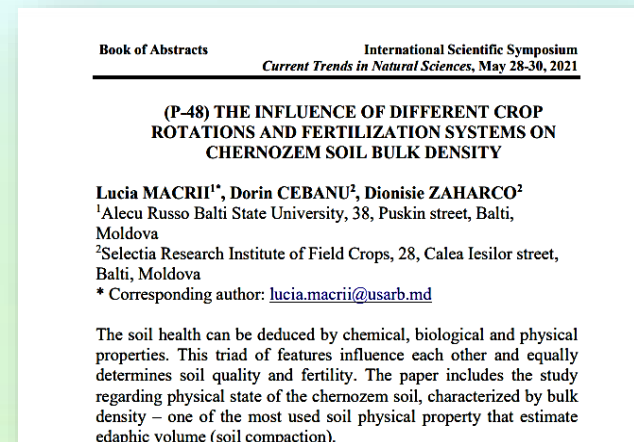 Book of Abstracts International Scientific Symposium
Current Trends in Natural Sciences, May 28-30, 2021
(P-48) THE INFLUENCE OF DIFFERENT CROP
ROTATIONS AND FERTILIZATION SYSTEMS ON
CHERNOZEM SOIL BULK DENSITY
Lucia MACRII¹*, Dorin CEBANU², Dionisie ZAHARCO²
¹Alecu Russo Balti State University, 38, Puskin street, Balti,
Moldova
²Selectia Research Institute of Field Crops, 28, Calea Iesilor street,
Balti, Moldova
* Corresponding author: lucia.macrii@usarb.md
The soil health can be deduced by chemical, biological and physical
properties. This triad of features influence each other and equally
determines soil quality and fertility. The paper includes the study
regarding physical state of the chernozem soil, characterized by bulk
density – one of the most used soil physical property that estimate
edaphic volume (soil compaction).